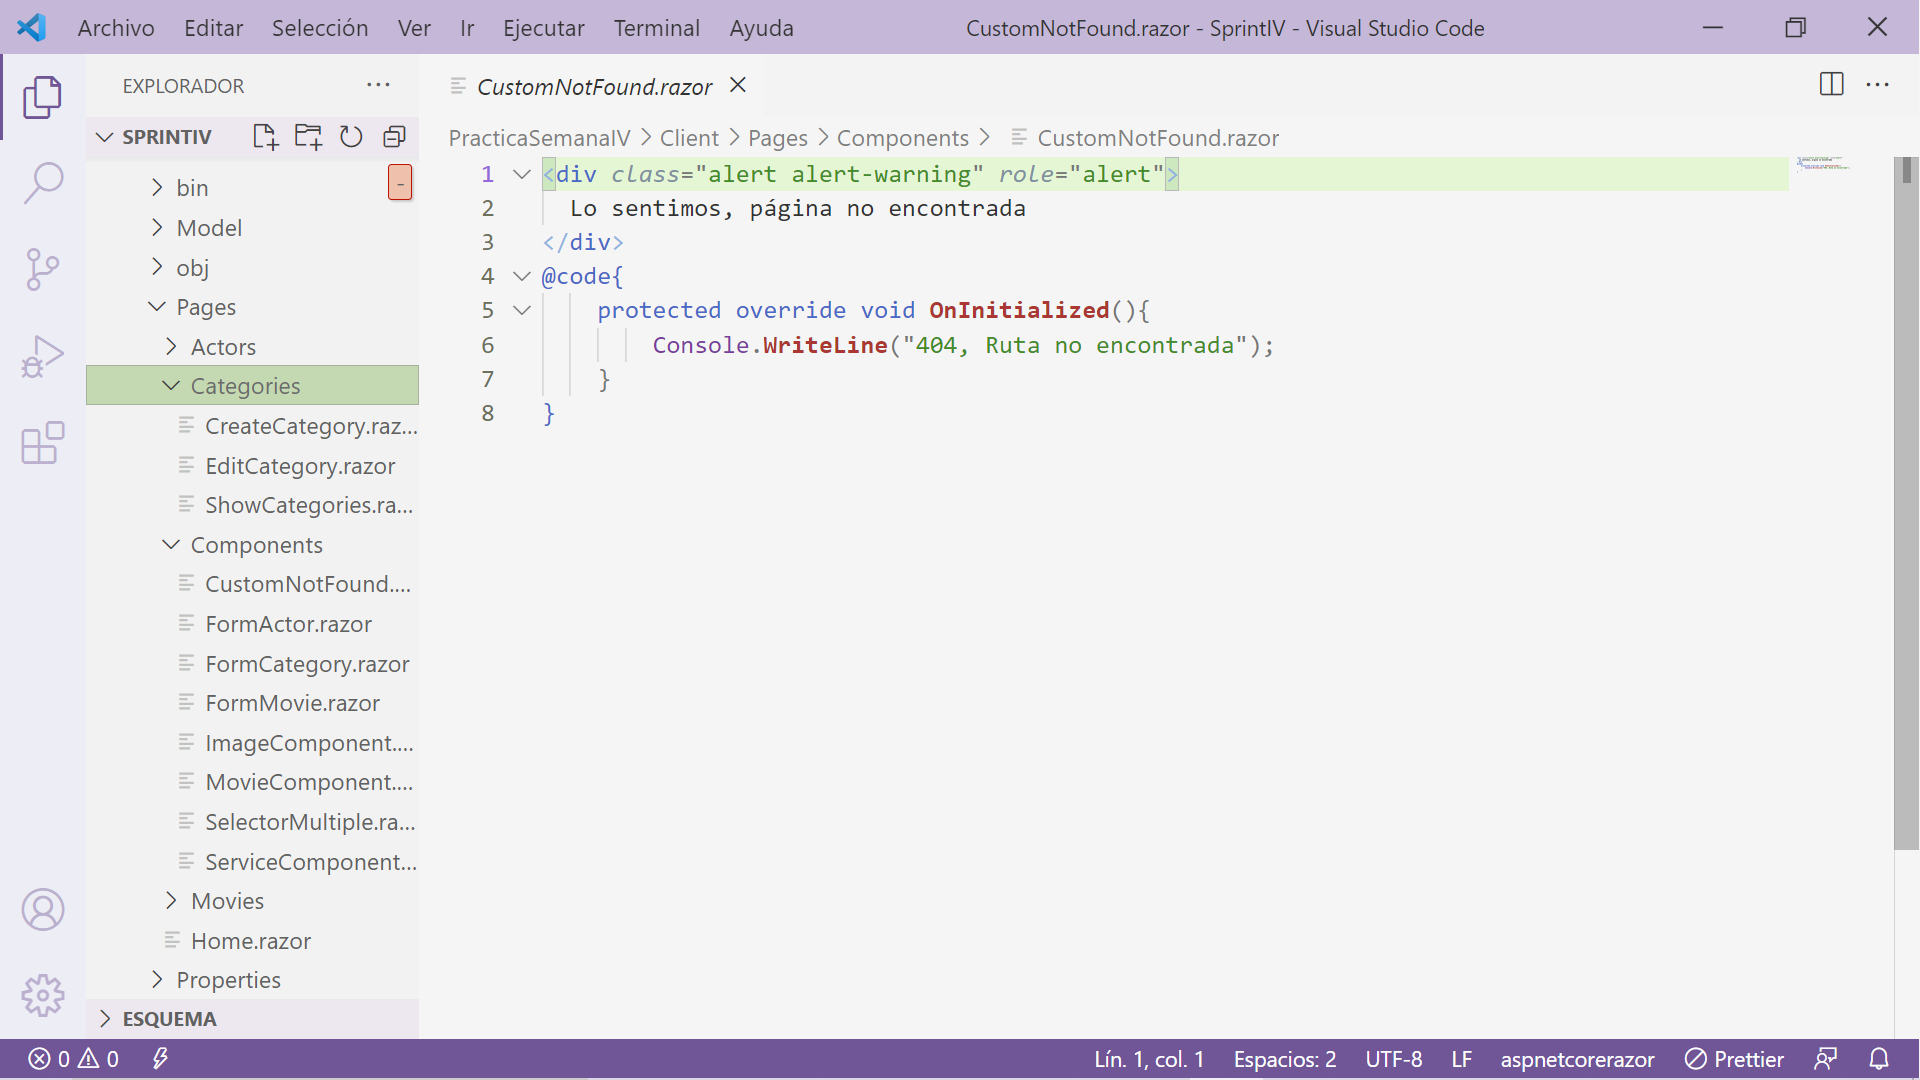 Archivo Editar Selección Ver Ir Ejecutar Terminal Ayuda CustomNotFound.razor - SprintIV - Visual Studio Code
EXPLORADOR
SPRINTIV
bin
Model
obj
Pages
Actors
Categories
CreateCategory.raz...
EditCategory.razor
ShowCategories.ra...
Components
CustomNotFound....
FormActor.razor
FormCategory.razor
FormMovie.razor
ImageComponent....
MovieComponent....
SelectorMultiple.ra...
ServiceComponent...
Movies
Home.razor
Properties
ESQUEMA
CustomNotFound.razor
PracticaSemanaIV > Client > Pages > Components > CustomNotFound.razor
1 <div class="alert alert-warning" role="alert">
2 Lo sentimos, página no encontrada
3 </div>
4 @code{
5 protected override void OnInitialized(){
6 Console.WriteLine("404, Ruta no encontrada");
7 }
8 }
0 0 Lín. 1, col. 1 Espacios: 2 UTF-8 LF aspnetcorerazor Prettier